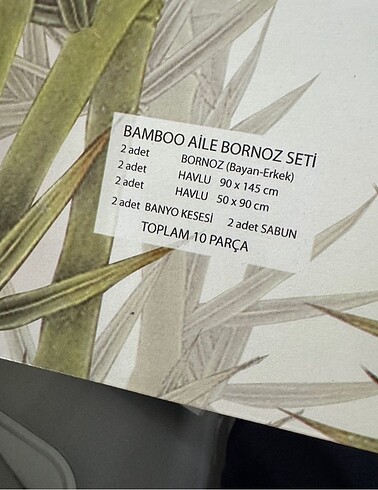 BAMBOO AİLE BORNOZ SETİ
2 adet BORNOZ (Bayan-Erkek)
2 adet HAVLU 90 x 145 cm
2 adet HAVLU 50 x 90 cm
2 adet BANYO KESESİ 2 adet SABUN
TOPLAM 10 PARÇA